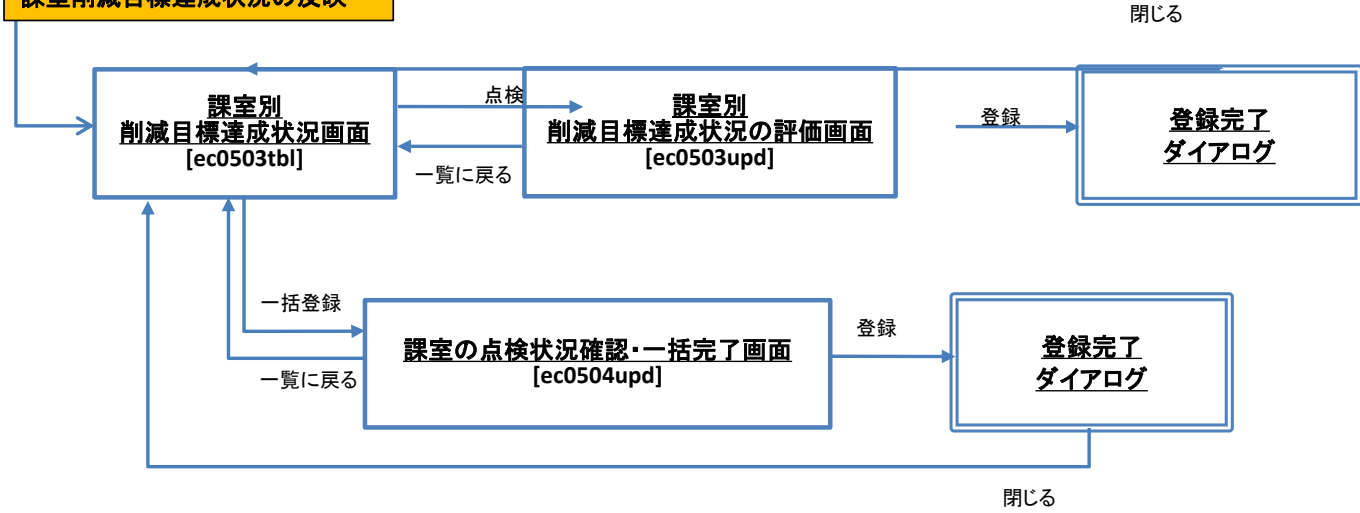 課室削減目標達成状況の反映
閉じる
課室別
削減目標達成状況画面
[ec0503tbl]
点検
一覧に戻る
課室別
削減目標達成状況の評価画面
[ec0503upd]
登録
登録完了
ダイアログ
一括登録
一覧に戻る
課室の点検状況確認・一括完了画面
[ec0504upd]
登録
登録完了
ダイアログ
閉じる